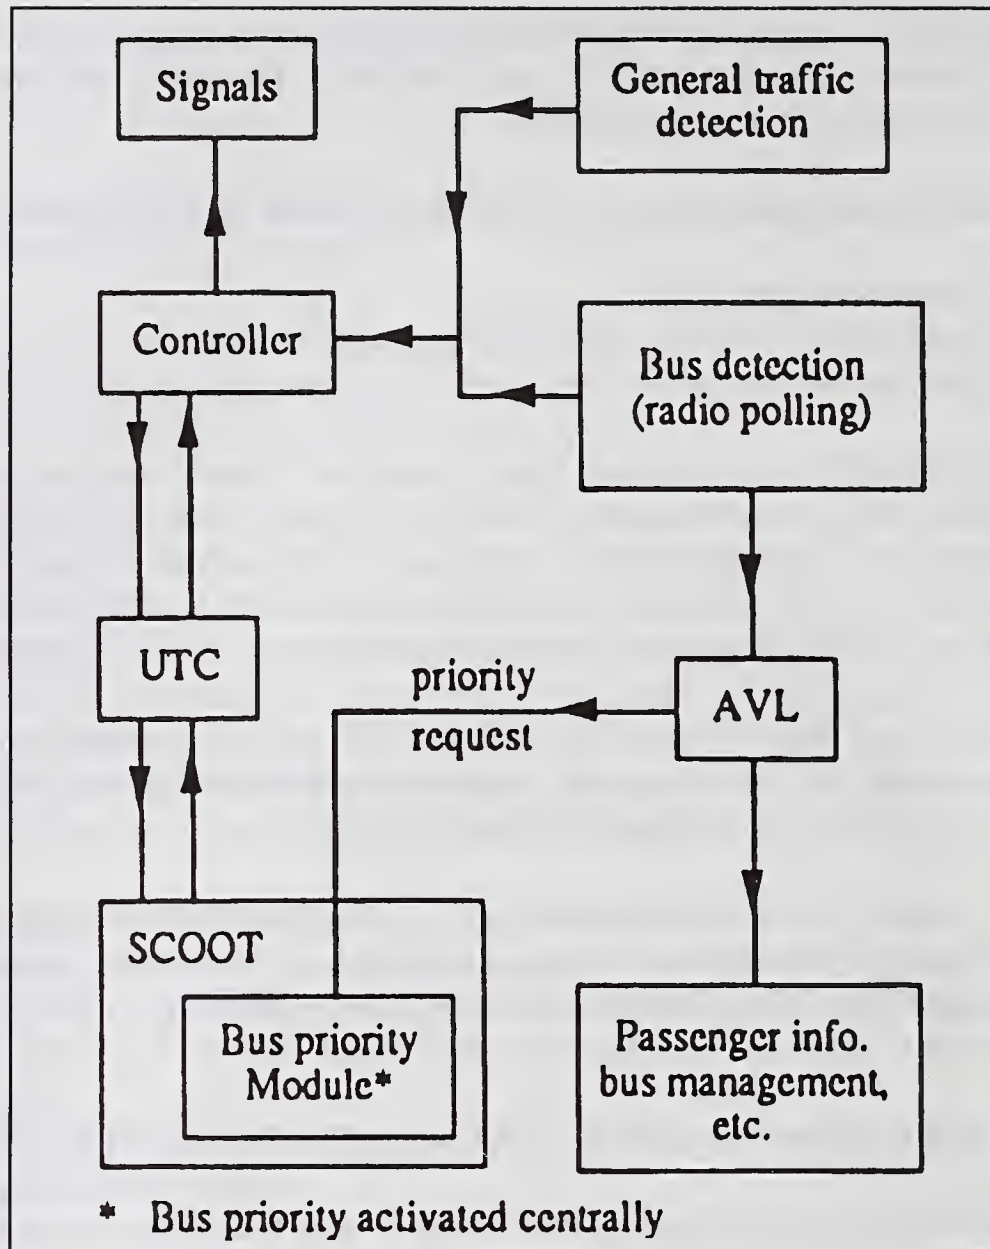 Signals
General traffic
detection
Controller
Bus detection
(radio polling)
UTC
priority
request
AVL
SCOOT
Bus priority
Module*
Passenger info.
bus management,
etc.
* Bus priority activated centrally